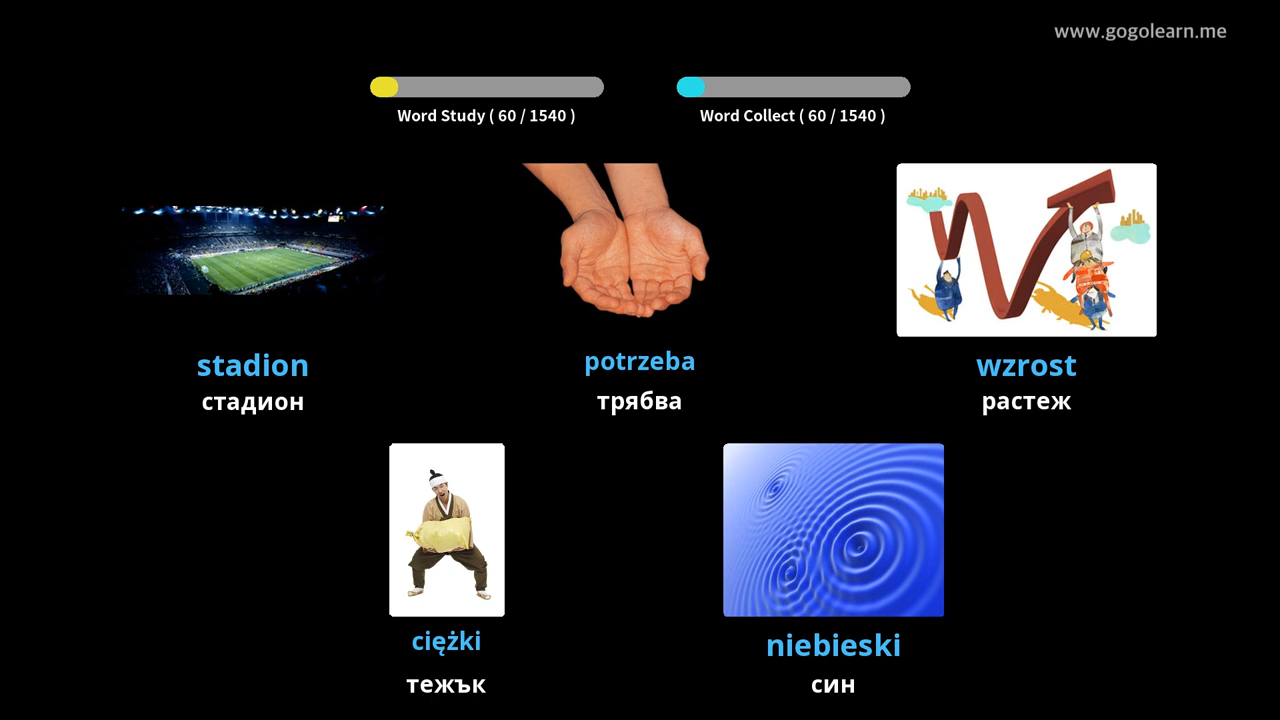 www.gogolearn.me
Word Study ( 60 / 1540 )
Word Collect ( 60 / 1540 )
stadion
стадион
potrzeba
трябва
wzrost
растеж
ciężki
тежък
niebieski
син